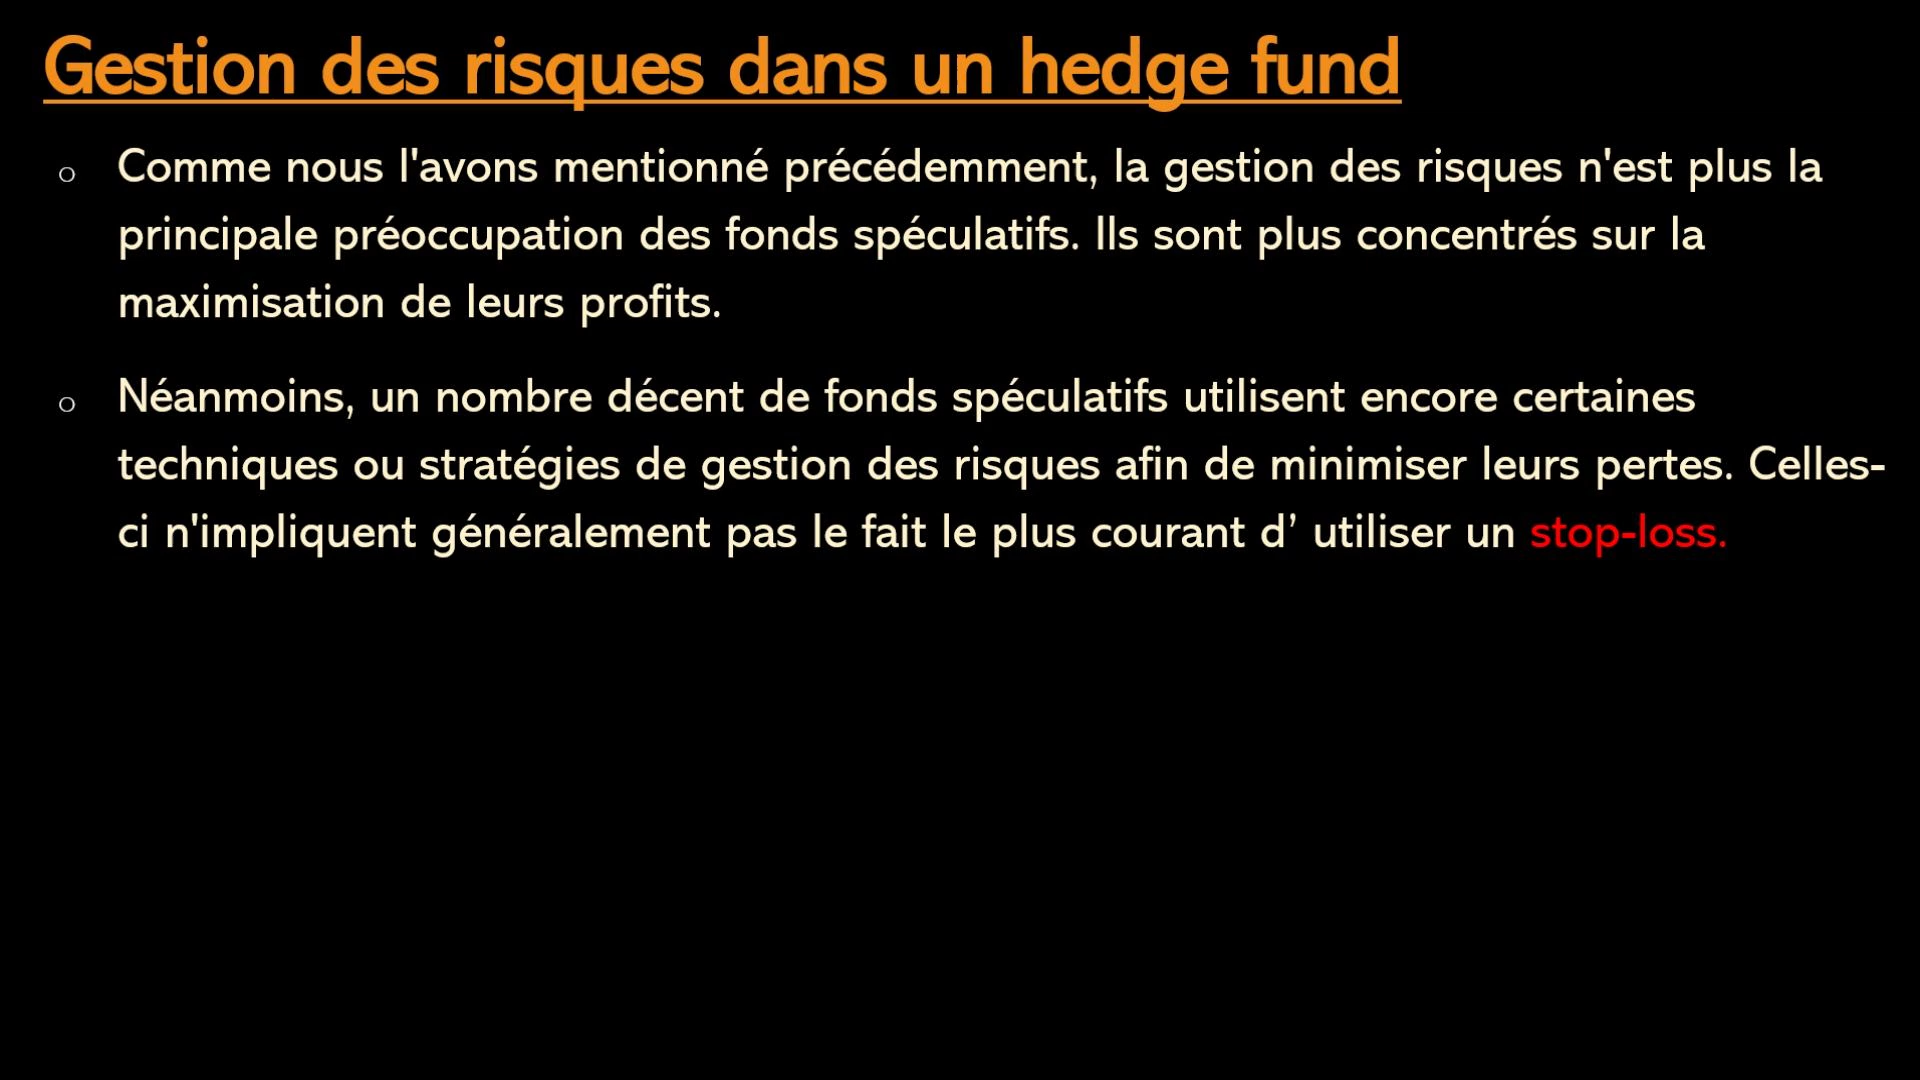 Gestion des risques dans un hedge fund
Comme nous l'avons mentionné précédemment, la gestion des risques n'est plus la
principale préoccupation des fonds spéculatifs. Ils sont plus concentrés sur la
maximisation de leurs profits.
Néanmoins, un nombre décent de fonds spéculatifs utilisent encore certaines
techniques ou stratégies de gestion des risques afin de minimiser leurs pertes. Celles-
ci n'impliquent généralement pas le fait le plus courant d’ utiliser un stop-loss.